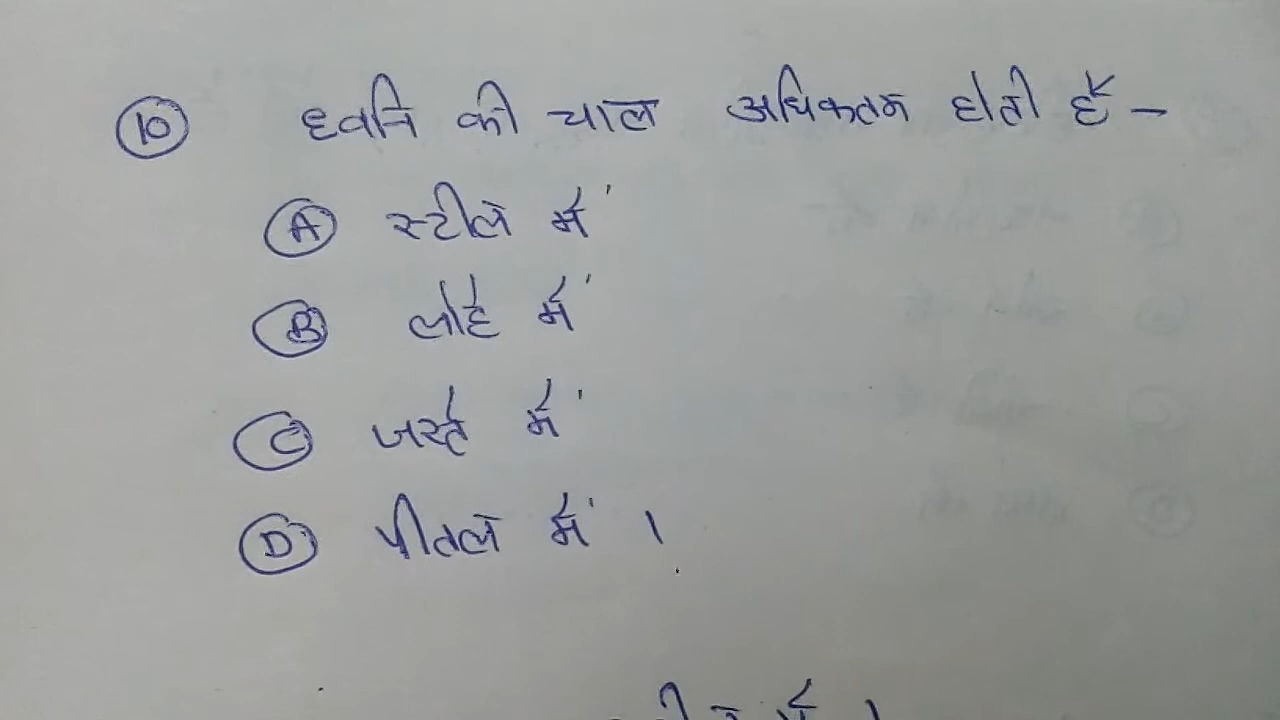 10 ध्वनि की चाल अधिकतम होती है -
A स्टील में
B लोहे में
C जस्ते में
D पीतल में ।